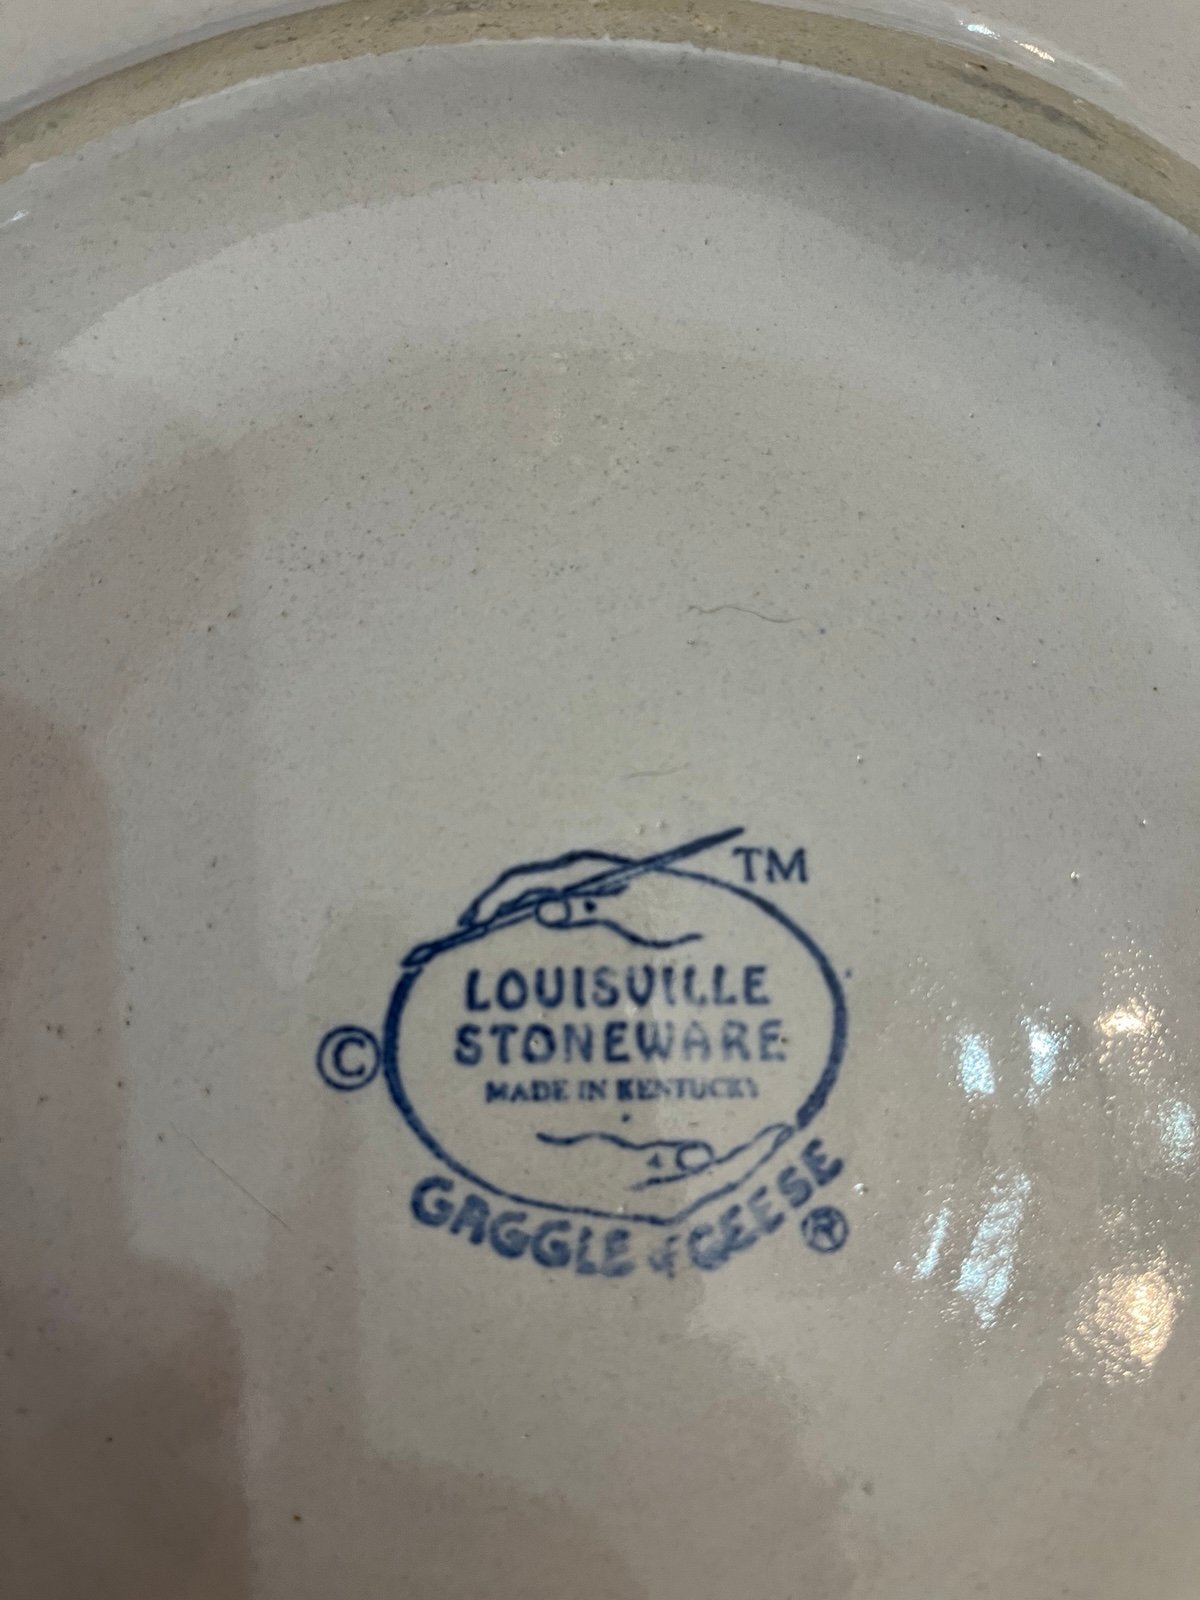 TM
LOUISVILLE
© STONEWARE
MADE IN KENTUCKY
GAGGLE of GEESE ®